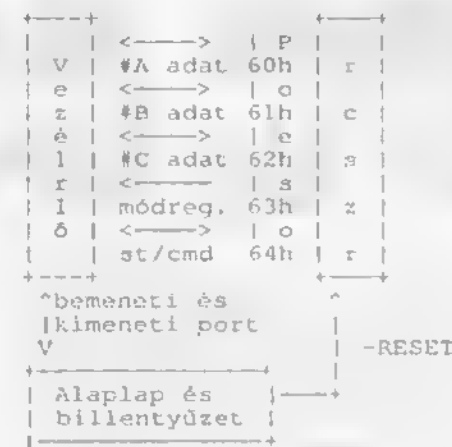 P
V #A adat 60h r
e o
z #B adat 61h c
é e
l #C adat 62h s
r s
l módreg. 63h z
ő o
st/cmd 64h r
bemeneti és
kimeneti port
-RESET
Alaplap és
billentyűzet